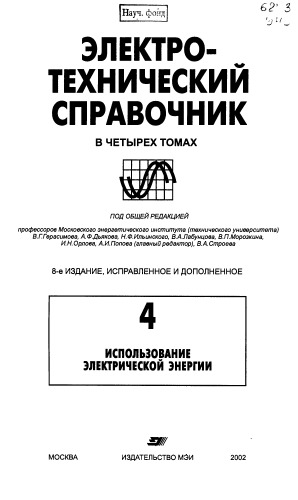 Науч. фонд
ЭЛЕКТРО-
ТЕХНИЧЕСКИЙ
СПРАВОЧНИК
В ЧЕТЫРЕХ ТОМАХ
ПОД ОБЩЕЙ РЕДАКЦИЕЙ
профессоров Московского энергетического института (технического университета)
В.Г.Герасимова, А.Ф.Дьякова, Н.Ф.Ильинского, В.А.Лабунцова, В.П.Морозкина,
И.Н.Орлова, А.И.Попова (главный редактор), В.А.Строева
8-е ИЗДАНИЕ, ИСПРАВЛЕННОЕ И ДОПОЛНЕННОЕ
4
ИСПОЛЬЗОВАНИЕ
ЭЛЕКТРИЧЕСКОЙ ЭНЕРГИИ
МОСКВА ИЗДАТЕЛЬСТВО МЭИ 2002